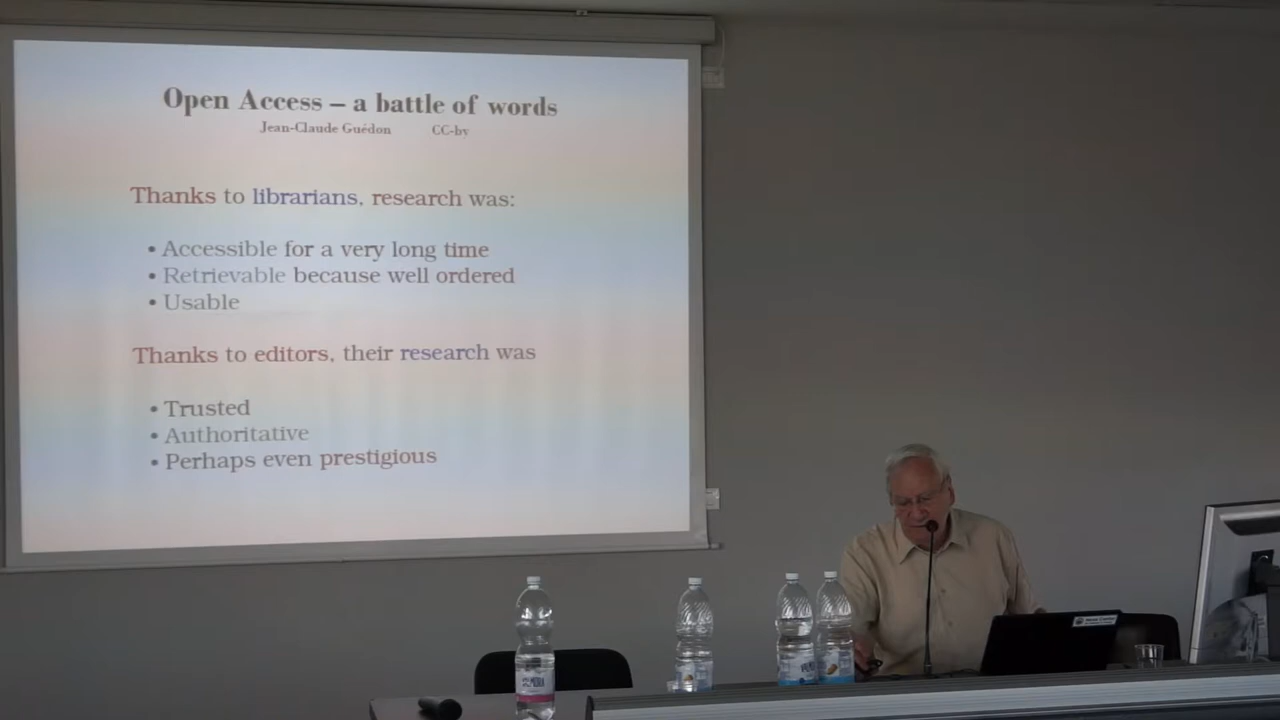 Open Access – a battle of words
Jean-Claude Guédon CC-by
Thanks to librarians, research was:
• Accessible for a very long time
• Retrievable because well ordered
• Usable
Thanks to editors, their research was
• Trusted
• Authoritative
• Perhaps even prestigious